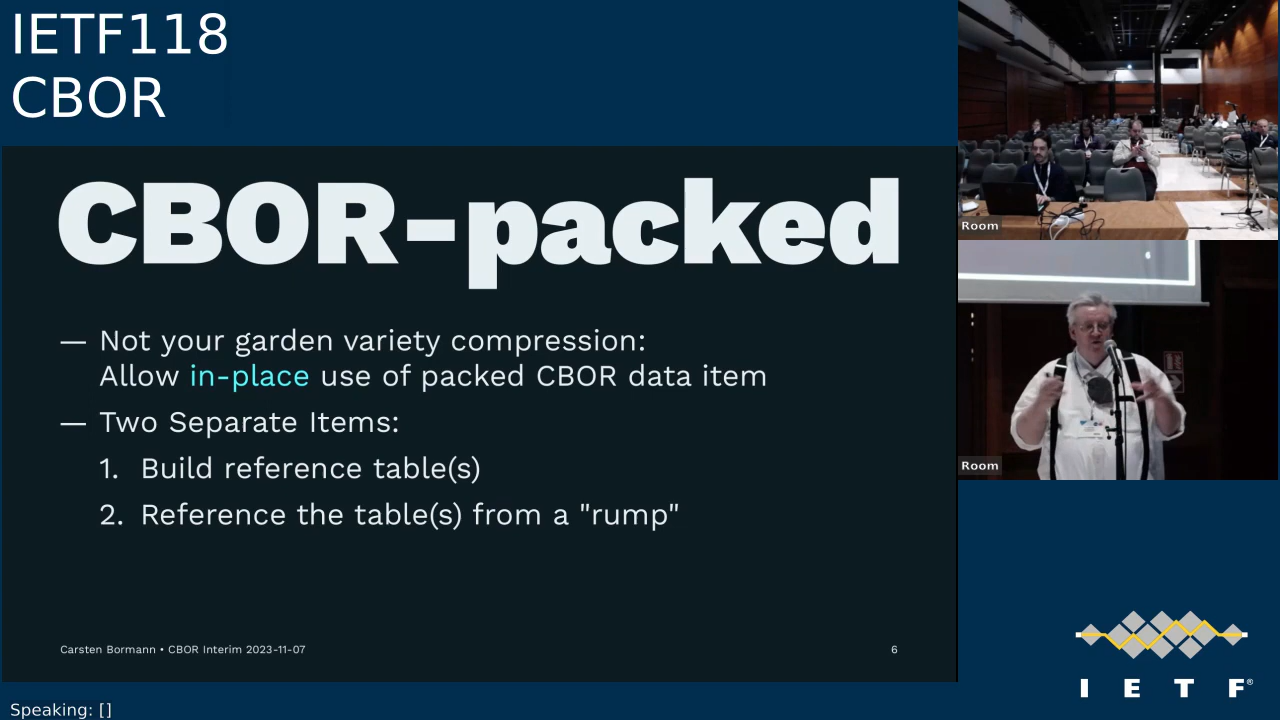 IETF118
CBOR
CBOR-packed
— Not your garden variety compression:
Allow in-place use of packed CBOR data item
— Two Separate Items:
1. Build reference table(s)
2. Reference the table(s) from a "rump"
Carsten Bormann • CBOR Interim 2023-11-07
6
Room
Room
I E T F®
Speaking: []